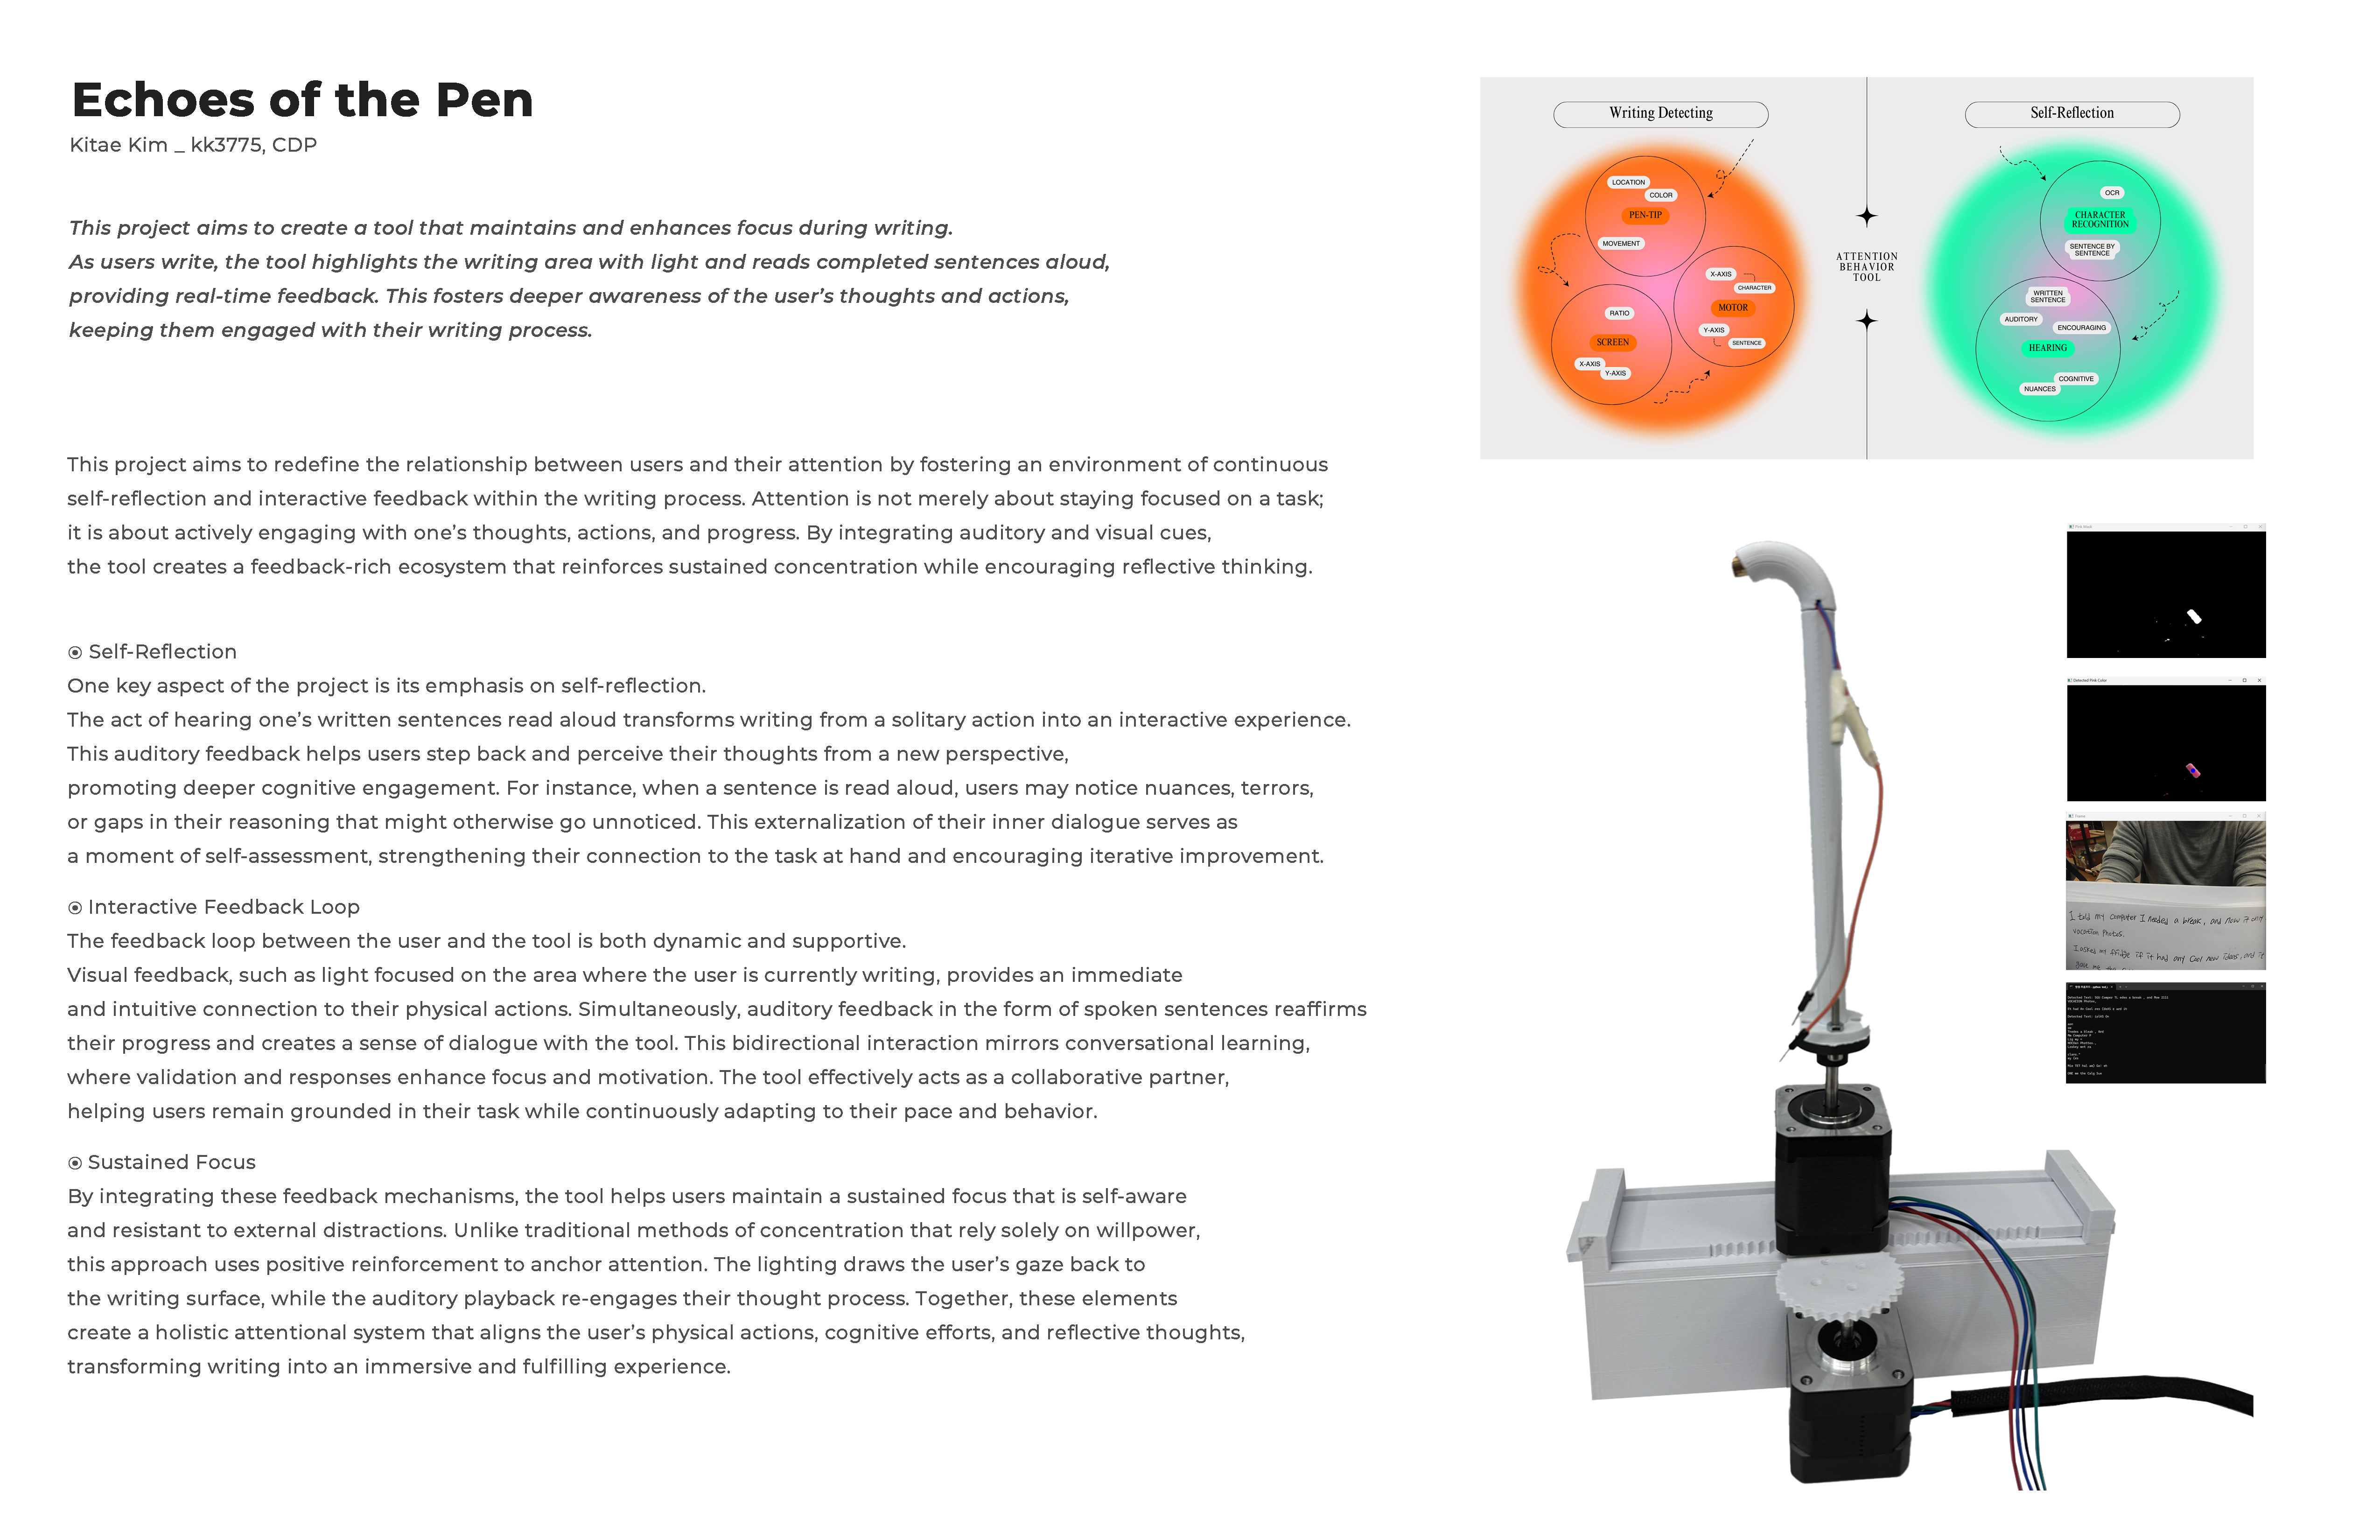 Echoes of the Pen
Kitae Kim _ kk3775, CDP
This project aims to create a tool that maintains and enhances focus during writing.
As users write, the tool highlights the writing area with light and reads completed sentences aloud,
providing real-time feedback. This fosters deeper awareness of the user’s thoughts and actions,
keeping them engaged with their writing process.
This project aims to redefine the relationship between users and their attention by fostering an environment of continuous
self-reflection and interactive feedback within the writing process. Attention is not merely about staying focused on a task;
it is about actively engaging with one’s thoughts, actions, and progress. By integrating auditory and visual cues,
the tool creates a feedback-rich ecosystem that reinforces sustained concentration while encouraging reflective thinking.
◉ Self-Reflection
One key aspect of the project is its emphasis on self-reflection.
The act of hearing one’s written sentences read aloud transforms writing from a solitary action into an interactive experience.
This auditory feedback helps users step back and perceive their thoughts from a new perspective,
promoting deeper cognitive engagement. For instance, when a sentence is read aloud, users may notice nuances, terrors,
or gaps in their reasoning that might otherwise go unnoticed. This externalization of their inner dialogue serves as
a moment of self-assessment, strengthening their connection to the task at hand and encouraging iterative improvement.
◉ Interactive Feedback Loop
The feedback loop between the user and the tool is both dynamic and supportive.
Visual feedback, such as light focused on the area where the user is currently writing, provides an immediate
and intuitive connection to their physical actions. Simultaneously, auditory feedback in the form of spoken sentences reaffirms
their progress and creates a sense of dialogue with the tool. This bidirectional interaction mirrors conversational learning,
where validation and responses enhance focus and motivation. The tool effectively acts as a collaborative partner,
helping users remain grounded in their task while continuously adapting to their pace and behavior.
◉ Sustained Focus
By integrating these feedback mechanisms, the tool helps users maintain a sustained focus that is self-aware
and resistant to external distractions. Unlike traditional methods of concentration that rely solely on willpower,
this approach uses positive reinforcement to anchor attention. The lighting draws the user’s gaze back to
the writing surface, while the auditory playback re-engages their thought process. Together, these elements
create a holistic attentional system that aligns the user’s physical actions, cognitive efforts, and reflective thoughts,
transforming writing into an immersive and fulfilling experience.
Writing Detecting
LOCATION
COLOR
PEN-TIP
MOVEMENT
X-AXIS
CHARACTER
MOTOR
Y-AXIS
SENTENCE
RATIO
SCREEN
X-AXIS
Y-AXIS
ATTENTION
BEHAVIOR
TOOL
Self-Reflection
OCR
CHARACTER
RECOGNITION
SENTENCE BY
SENTENCE
WRITTEN
SENTENCE
AUDITORY
ENCOURAGING
HEARING
COGNITIVE
NUANCES
Pink Mask
Detected Pink Color
Frame
I told my computer I needed a break, and now it only
vacation photos.
I asked my fridge if it had any cool new ideas, and it
gave me the